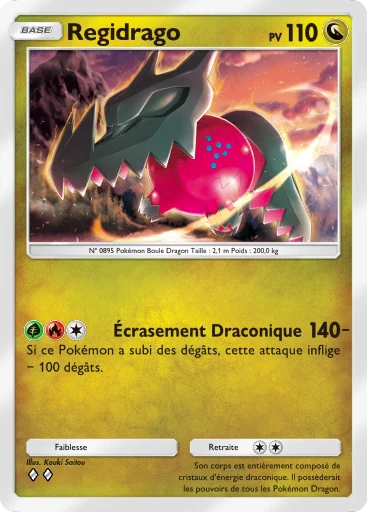 BASE Regidrago PV 110
N° 0895 Pokémon Boule Dragon Taille : 2,1 m Poids : 200,0 kg
Écrasement Draconique 140-
Si ce Pokémon a subi des dégâts, cette attaque inflige
− 100 dégâts.
Faiblesse
Retraite
Illus. Kouki Saitou
Son corps est entièrement composé de
cristaux d'énergie draconique. Il posséderait
les pouvoirs de tous les Pokémon Dragon.